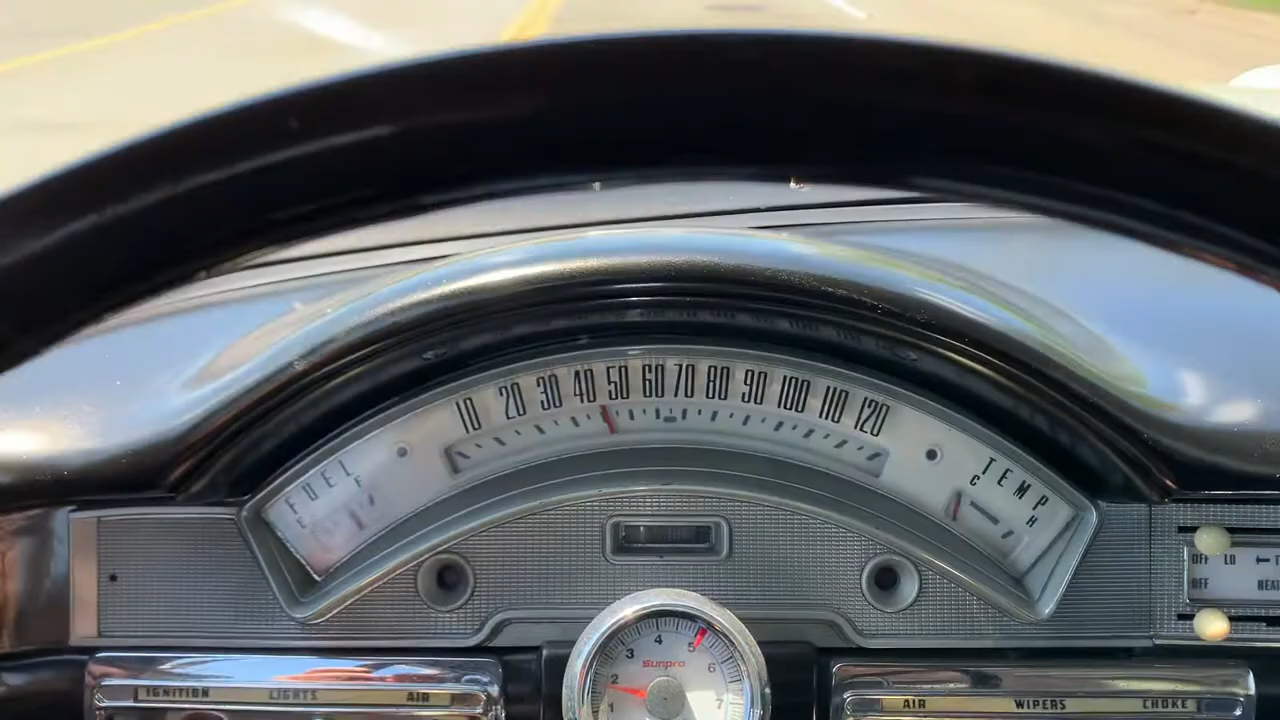 10 20 30 40 50 60 70 80 90 100 110 120
FUEL
F
E
TEMP
C
H
OFF LO
OFF
1 2 3 4 5 6 7
Sunpro
IGNITION LIGHTS AIR
AIR WIPERS CHOKE